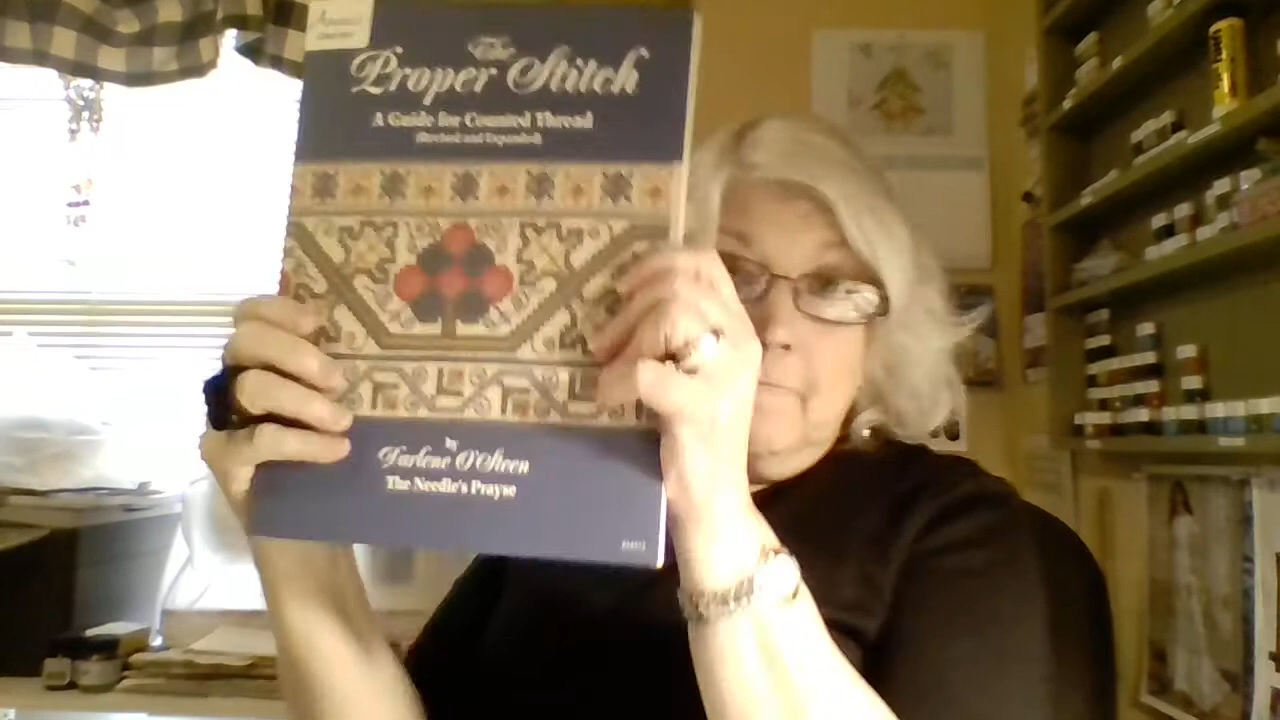 The
Proper Stitch
A Guide for Counted Thread
(Revised and Expanded)
by
Darlene O'Steen
The Needle's Prayse